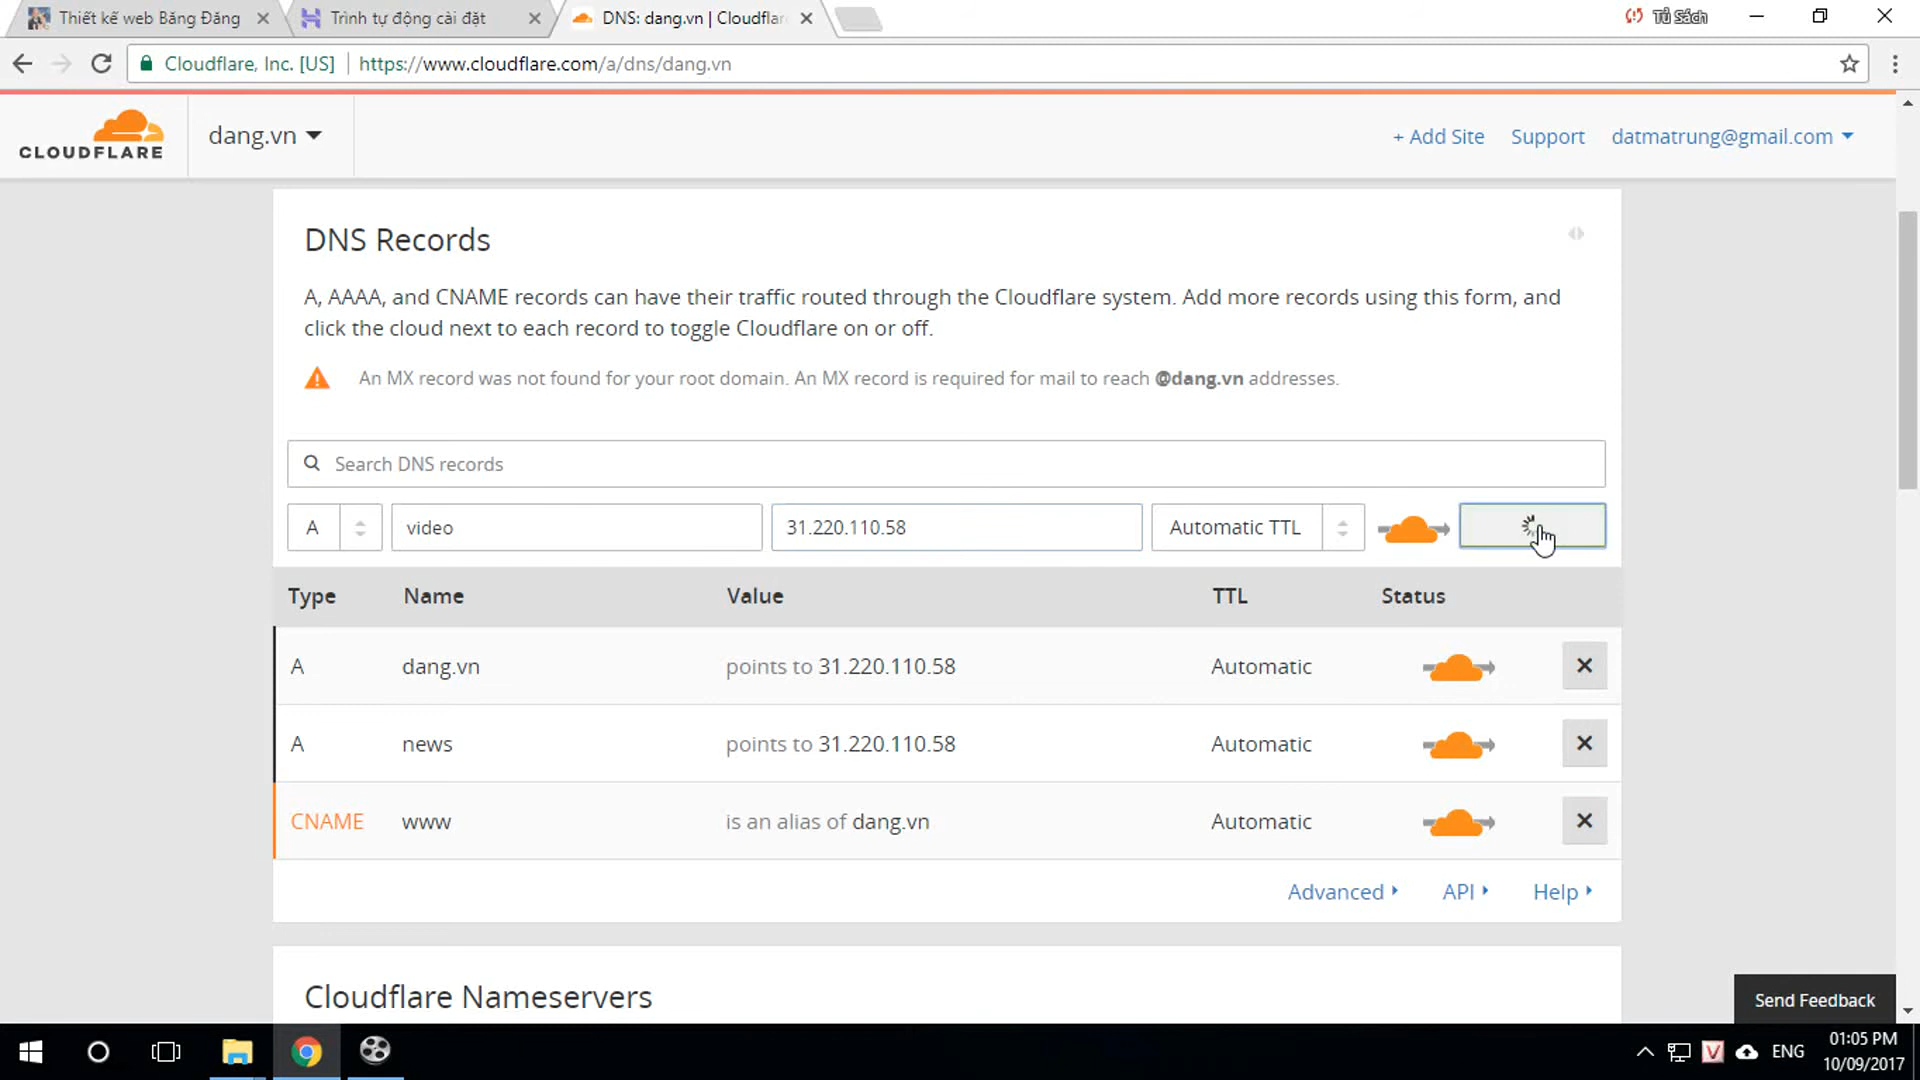 Thiết kế web Băng Đăng
Trình tự động cài đặt
DNS: dang.vn | Cloudflar
Tủ Sách
Cloudflare, Inc. [US]
https://www.cloudflare.com/a/dns/dang.vn
CLOUDFLARE
dang.vn
+ Add Site
Support
datmatrung@gmail.com
DNS Records
A, AAAA, and CNAME records can have their traffic routed through the Cloudflare system. Add more records using this form, and
click the cloud next to each record to toggle Cloudflare on or off.
An MX record was not found for your root domain. An MX record is required for mail to reach @dang.vn addresses.
Search DNS records
A video 31.220.110.58 Automatic TTL
Type Name Value TTL Status
A dang.vn points to 31.220.110.58 Automatic
A news points to 31.220.110.58 Automatic
CNAME www is an alias of dang.vn Automatic
Advanced API Help
Cloudflare Nameservers
Send Feedback
ENG
01:05 PM
10/09/2017